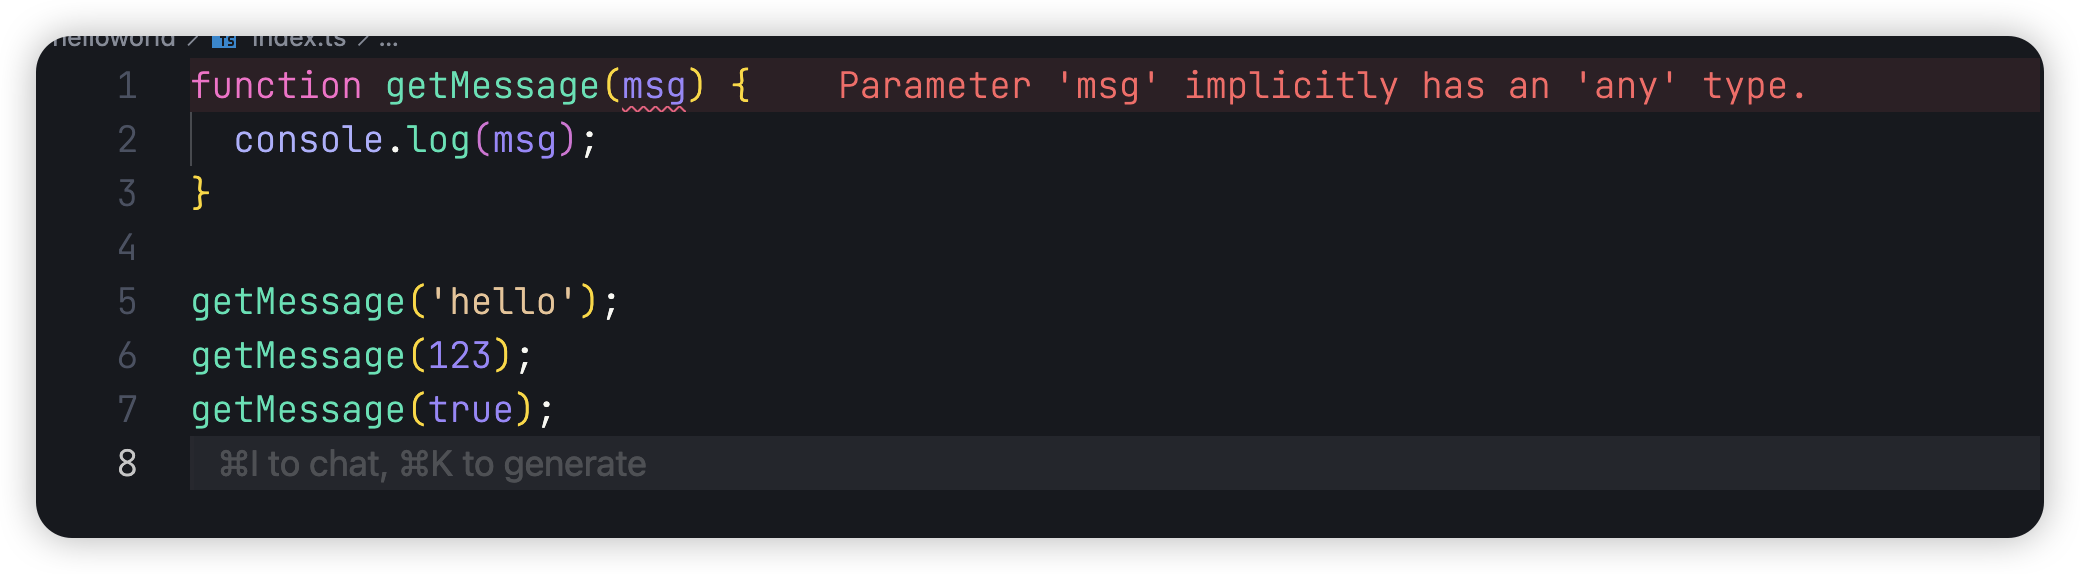 helloworld > TS index.ts > ...
1 function getMessage(msg) { Parameter 'msg' implicitly has an 'any' type.
2 console.log(msg);
3 }
4
5 getMessage('hello');
6 getMessage(123);
7 getMessage(true);
8 ⌘I to chat, ⌘K to generate